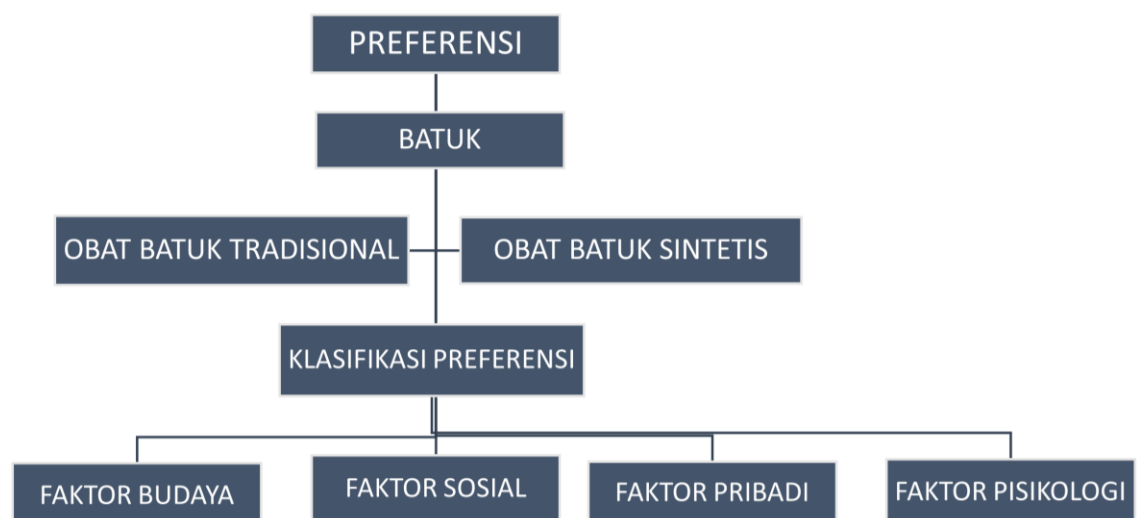 PREFERENSI
BATUK
OBAT BATUK TRADISIONAL
OBAT BATUK SINTETIS
KLASIFIKASI PREFERENSI
FAKTOR BUDAYA
FAKTOR SOSIAL
FAKTOR PRIBADI
FAKTOR PISIKOLOGI